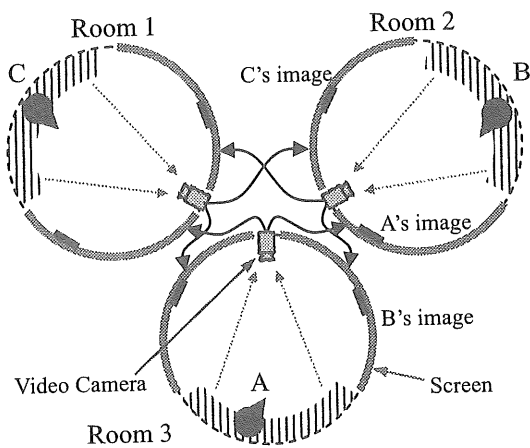 Room 1
Room 2
C
C's image
B
A's image
B's image
Video Camera
A
Screen
Room 3